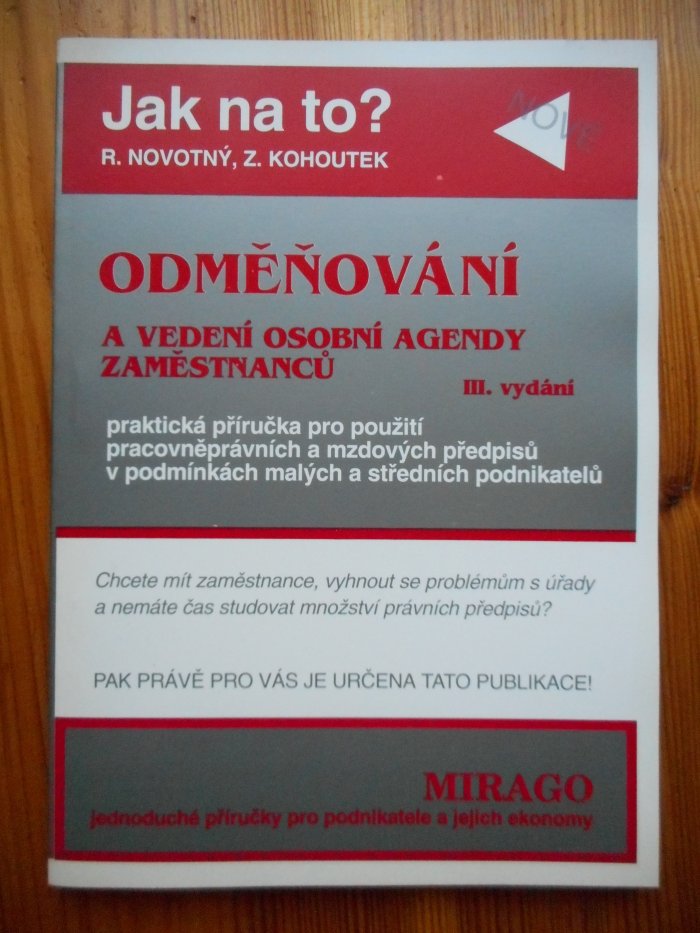 Jak na to?
NOVÉ
R. NOVOTNÝ, Z. KOHOUTEK
ODMĚŇOVÁNÍ
A VEDENÍ OSOBNÍ AGENDY
ZAMĚSTNANCŮ
III. vydání
praktická příručka pro použití
pracovněprávních a mzdových předpisů
v podmínkách malých a středních podnikatelů
Chcete mít zaměstnance, vyhnout se problémům s úřady
a nemáte čas studovat množství právních předpisů?
PAK PRÁVĚ PRO VÁS JE URČENA TATO PUBLIKACE!
MIRAGO
jednoduché příručky pro podnikatele a jejich ekonomy